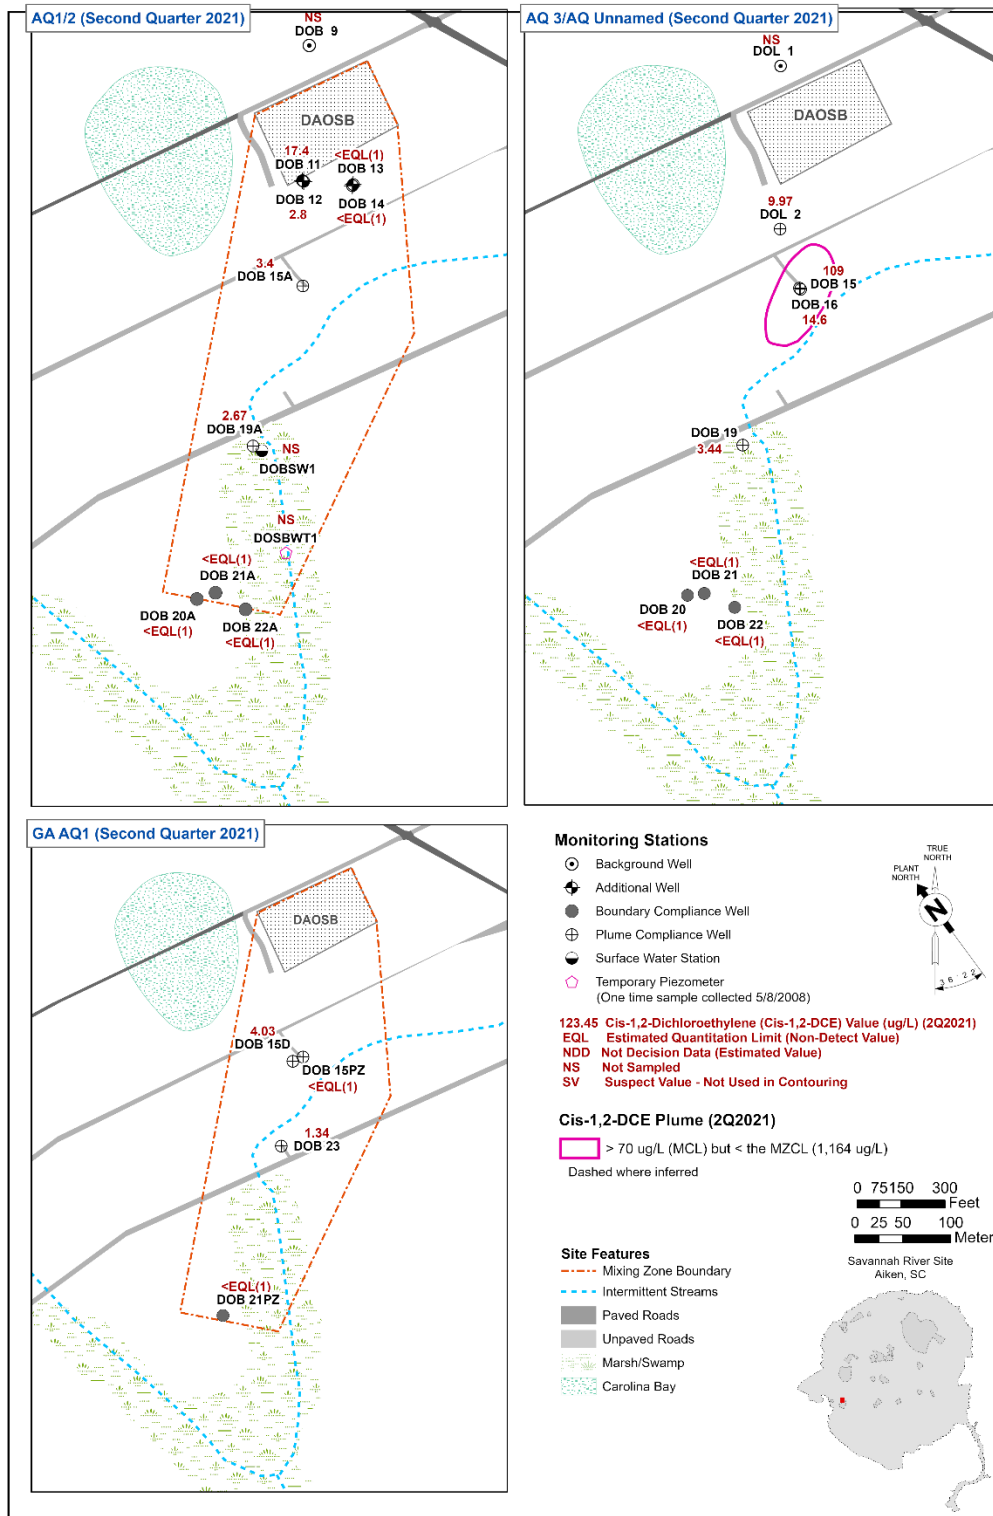 AQ1/2 (Second Quarter 2021)
NS
DOB 9
DAOSB
17.4
DOB 11
<EQL(1)
DOB 13
DOB 12
2.8
DOB 14
<EQL(1)
3.4
DOB 15A
2.67
DOB 19A
NS
DOBSW1
NS
DOSBWT1
<EQL(1)
DOB 21A
DOB 20A
<EQL(1)
DOB 22A
<EQL(1)
AQ 3/AQ Unnamed (Second Quarter 2021)
NS
DOL 1
DAOSB
9.97
DOL 2
109
DOB 15
DOB 16
14.6
DOB 19
3.44
<EQL(1)
DOB 21
DOB 20
<EQL(1)
DOB 22
<EQL(1)
GA AQ1 (Second Quarter 2021)
DAOSB
4.03
DOB 15D
DOB 15PZ
<EQL(1)
1.34
DOB 23
<EQL(1)
DOB 21PZ
Monitoring Stations
Background Well
Additional Well
Boundary Compliance Well
Plume Compliance Well
Surface Water Station
Temporary Piezometer
(One time sample collected 5/8/2008)
TRUE
NORTH
PLANT
NORTH
N
36°22'
123.45 Cis-1,2-Dichloroethylene (Cis-1,2-DCE) Value (ug/L) (2Q2021)
EQL Estimated Quantitation Limit (Non-Detect Value)
NDD Not Decision Data (Estimated Value)
NS Not Sampled
SV Suspect Value - Not Used in Contouring
Cis-1,2-DCE Plume (2Q2021)
> 70 ug/L (MCL) but < the MZCL (1,164 ug/L)
Dashed where inferred
0 75150 300
Feet
0 25 50 100
Meter
Savannah River Site
Aiken, SC
Site Features
Mixing Zone Boundary
Intermittent Streams
Paved Roads
Unpaved Roads
Marsh/Swamp
Carolina Bay